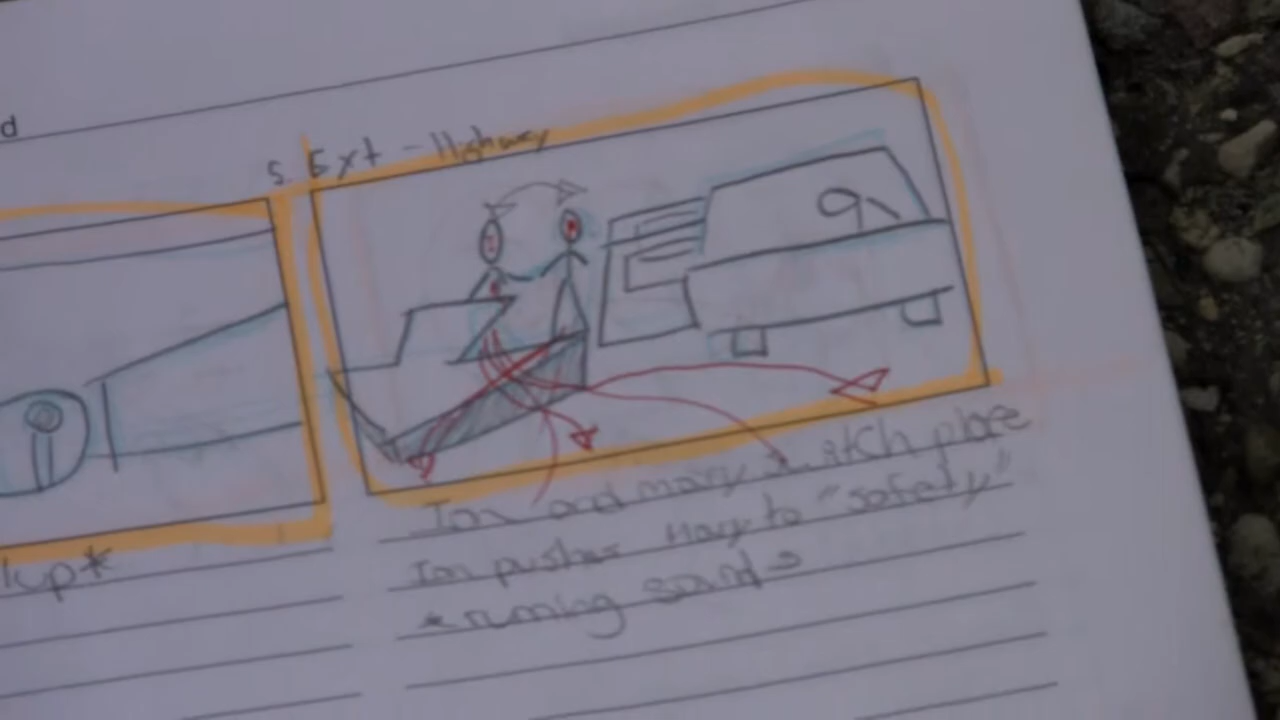 d
5. Ext - Highway
kup*
Ian and mary switch place
Ian pushes Mary to "safety"
*running sounds